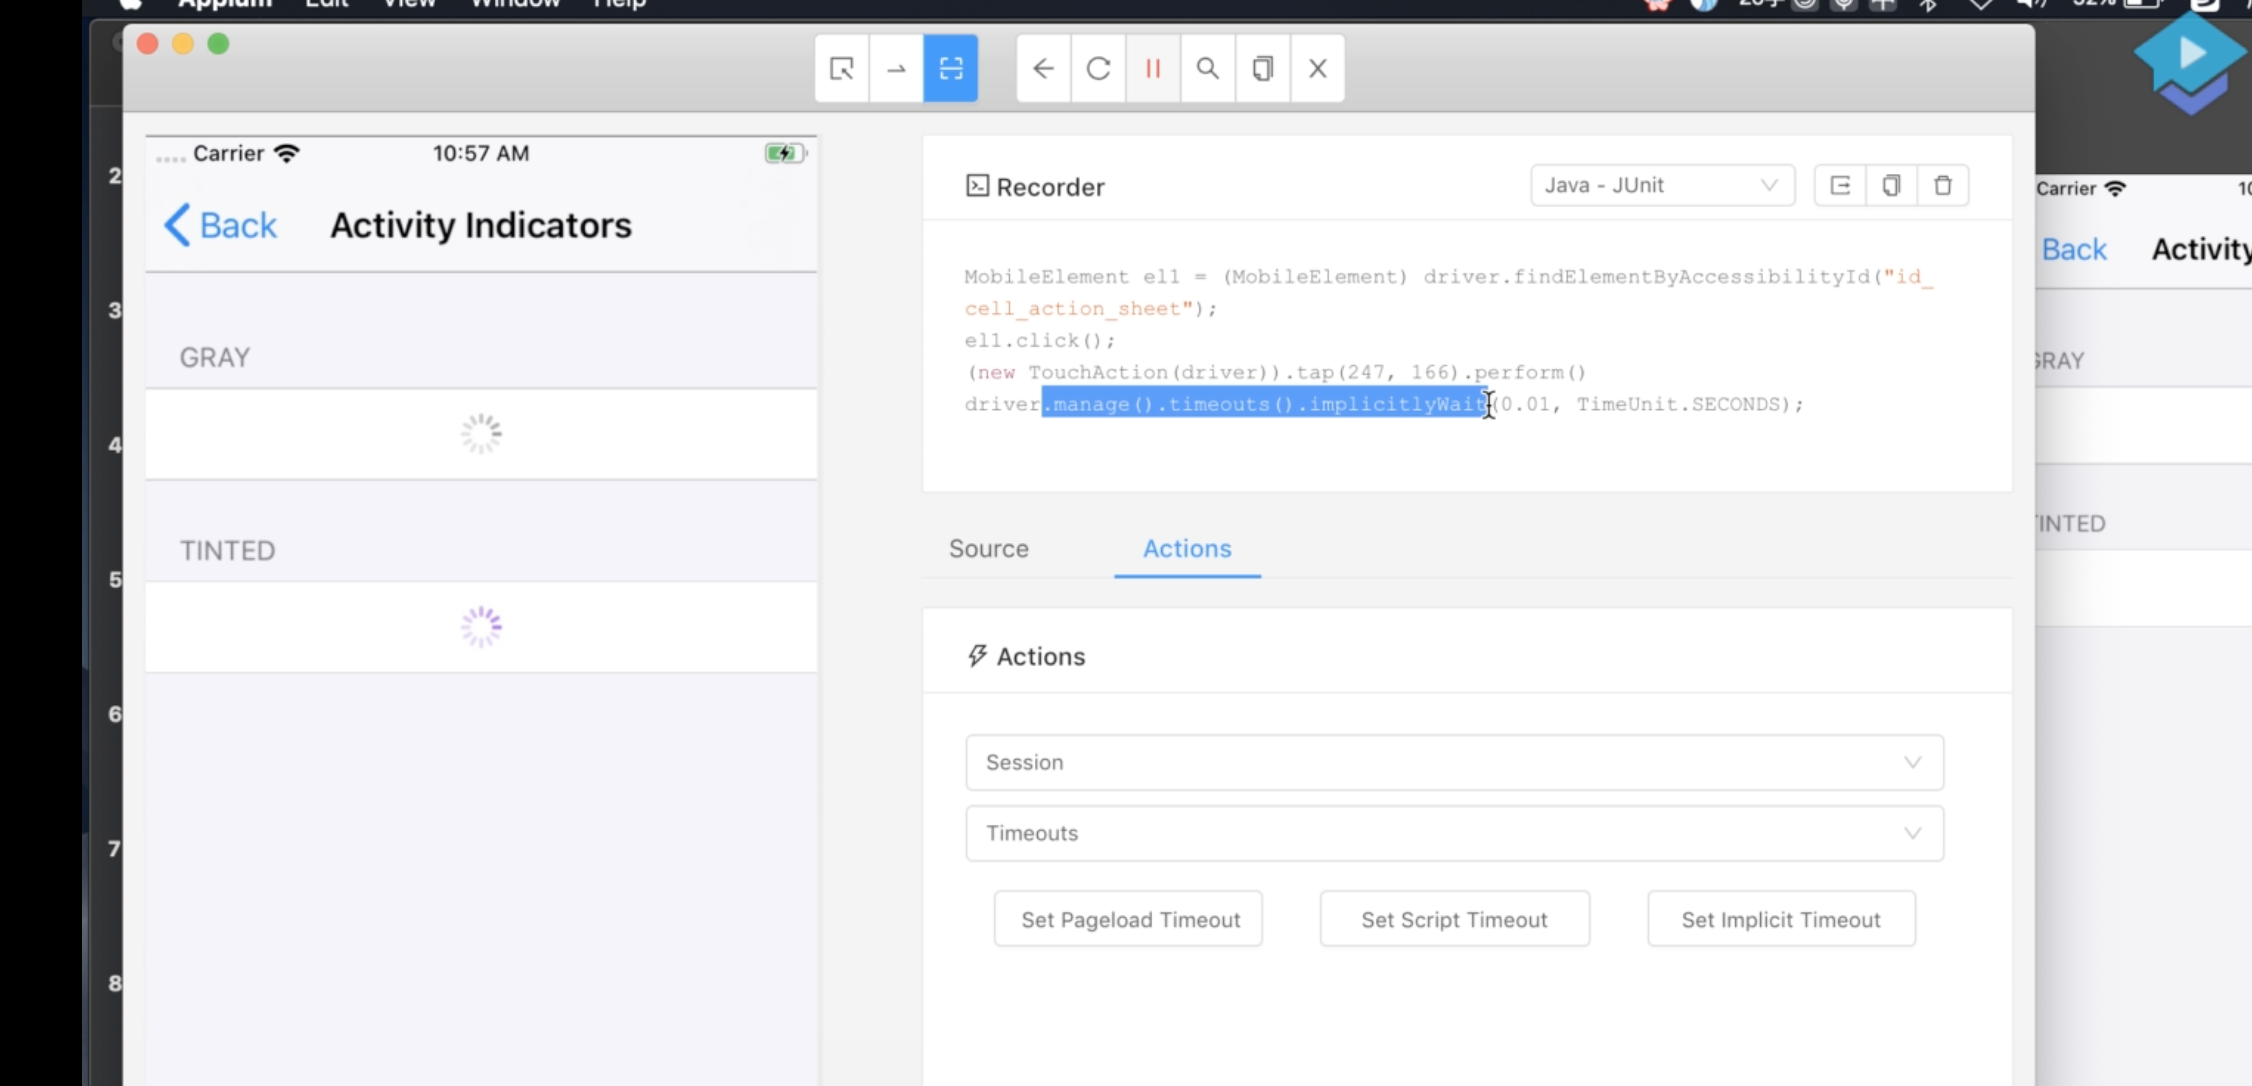 Appium Edit View Window Help
Carrier 10:57 AM
Back Activity Indicators
GRAY
TINTED
Recorder
Java - JUnit
MobileElement el1 = (MobileElement) driver.findElementByAccessibilityId("id_
cell_action_sheet");
el1.click();
(new TouchAction(driver)).tap(247, 166).perform()
driver.manage().timeouts().implicitlyWait(0.01, TimeUnit.SECONDS);
Source Actions
Actions
Session
Timeouts
Set Pageload Timeout Set Script Timeout Set Implicit Timeout
2
3
4
5
6
7
8
Carrier 10
Back Activity
GRAY
TINTED